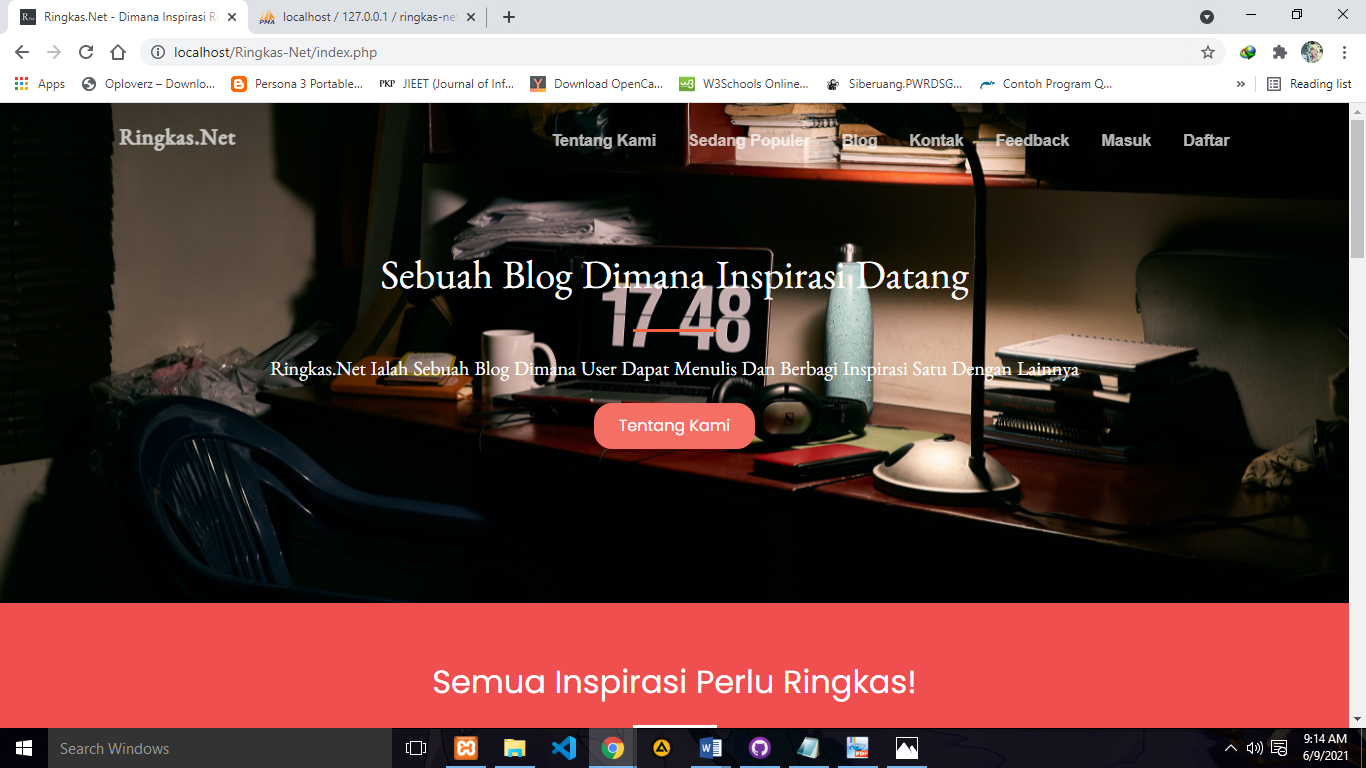 Ringkas.Net - Dimana Inspirasi R
localhost / 127.0.0.1 / ringkas-net
localhost/Ringkas-Net/index.php
Apps
Oploverz – Downlo...
Persona 3 Portable...
PKP
JIEET (Journal of Inf...
Download OpenCa...
W3Schools Online...
Siberuang.PWRDSG...
Contoh Program Q...
»
Reading list
Ringkas.Net
Tentang Kami
Sedang Populer
Blog
Kontak
Feedback
Masuk
Daftar
Sebuah Blog Dimana Inspirasi Datang
17 48
Ringkas.Net Ialah Sebuah Blog Dimana User Dapat Menulis Dan Berbagi Inspirasi Satu Dengan Lainnya
Tentang Kami
Semua Inspirasi Perlu Ringkas!
Search Windows
9:14 AM
6/9/2021